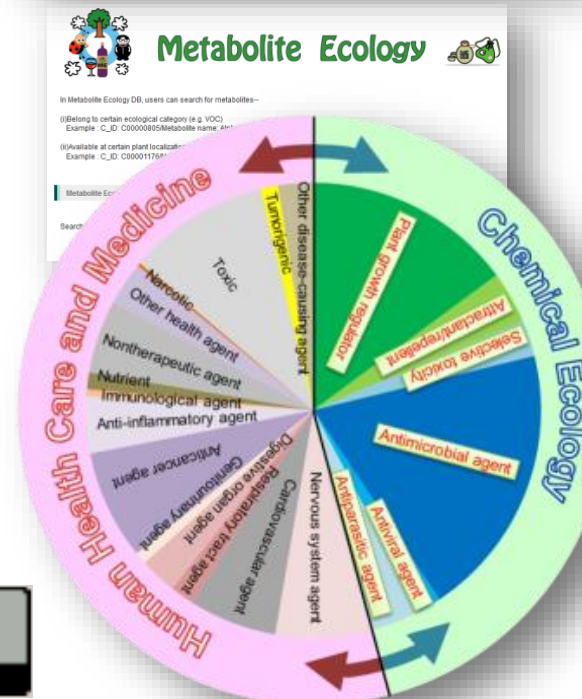 Metabolite Ecology
In Metabolite Ecology DB, users can search for metabolites--
(i)Belong to certain ecological category (e.g. VOC)
Example : C_ID: C00000805/Metabolite name:
(ii)Available at certain plant
Example : C_ID:
Metabolite
Search
Human Health Care and Medicine
Chemical Ecology
Other disease-causing agent
Tumorigenic
Toxic
Narcotic
Other health agent
Nontherapeutic agent
Nutrient
Immunological agent
Anti-inflammatory agent
Anticancer agent
Genitourinary agent
Digestive organ agent
Respiratory tract agent
Cardiovascular agent
Nervous system agent
Plant growth regulator
Attractant/repellent
Selective toxicity
Antimicrobial agent
Antiviral agent
Antiparasitic agent